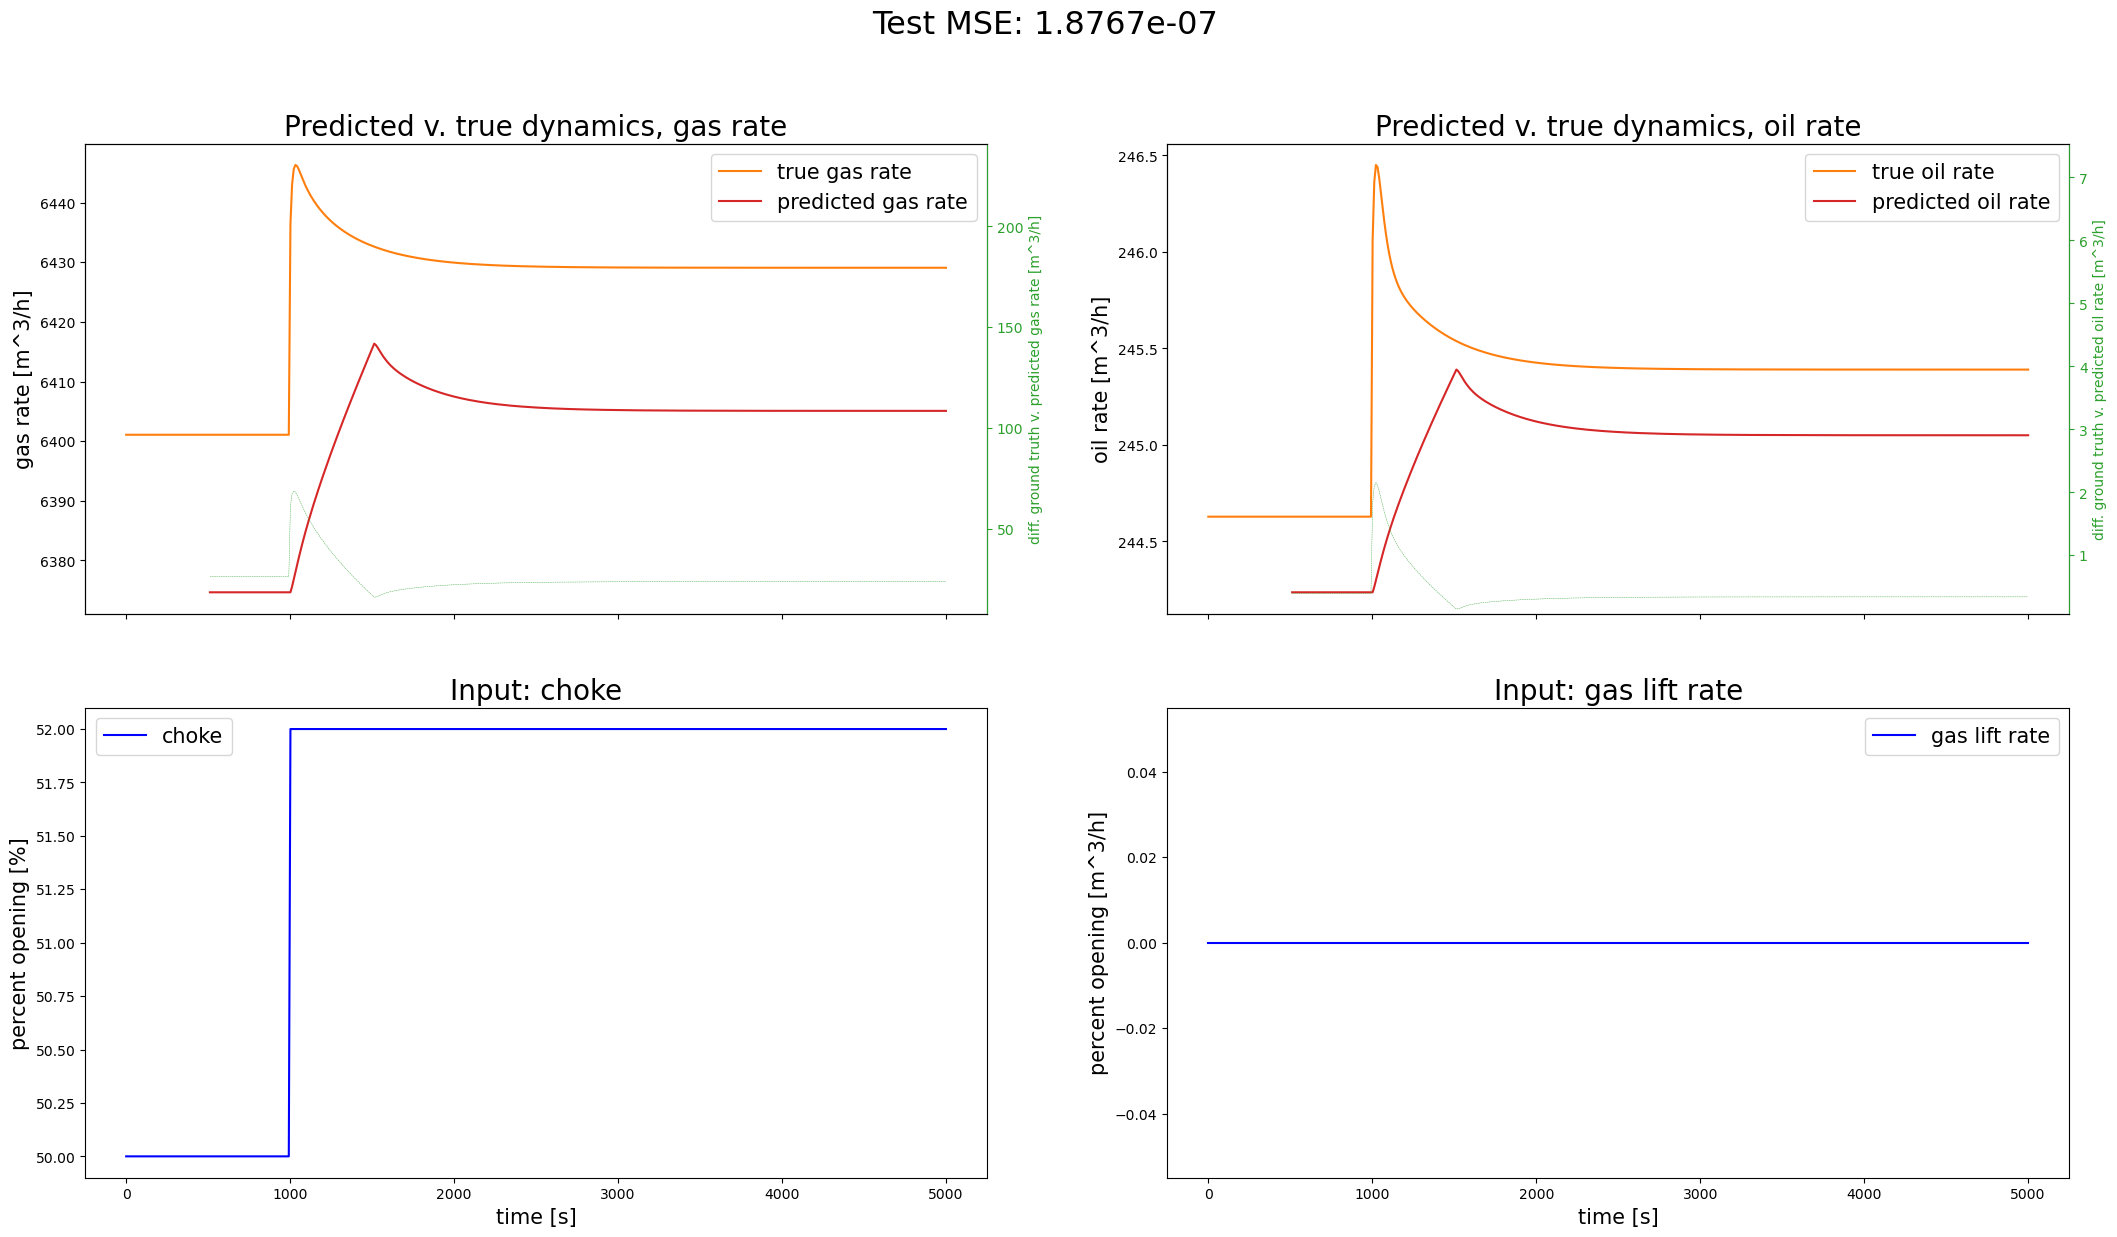 Test MSE: 1.8767e-07
Predicted v. true dynamics, gas rate
true gas rate
predicted gas rate
gas rate [m^3/h]
6440
6430
6420
6410
6400
6390
6380
200
150
100
50
diff. ground truth v. predicted gas rate [m^3/h]
Predicted v. true dynamics, oil rate
true oil rate
predicted oil rate
oil rate [m^3/h]
246.5
246.0
245.5
245.0
244.5
7
6
5
4
3
2
1
diff. ground truth v. predicted oil rate [m^3/h]
Input: choke
choke
percent opening [%]
52.00
51.75
51.50
51.25
51.00
50.75
50.50
50.25
50.00
0 1000 2000 3000 4000 5000
time [s]
Input: gas lift rate
gas lift rate
percent opening [m^3/h]
0.04
0.02
0.00
−0.02
−0.04
0 1000 2000 3000 4000 5000
time [s]